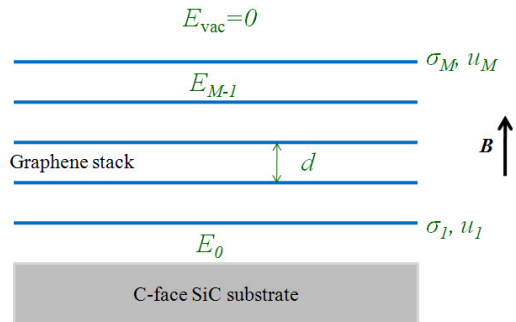 E_vac=0
σ_M, u_M
E_M-1
B
Graphene stack
d
σ_1, u_1
E_0
C-face SiC substrate